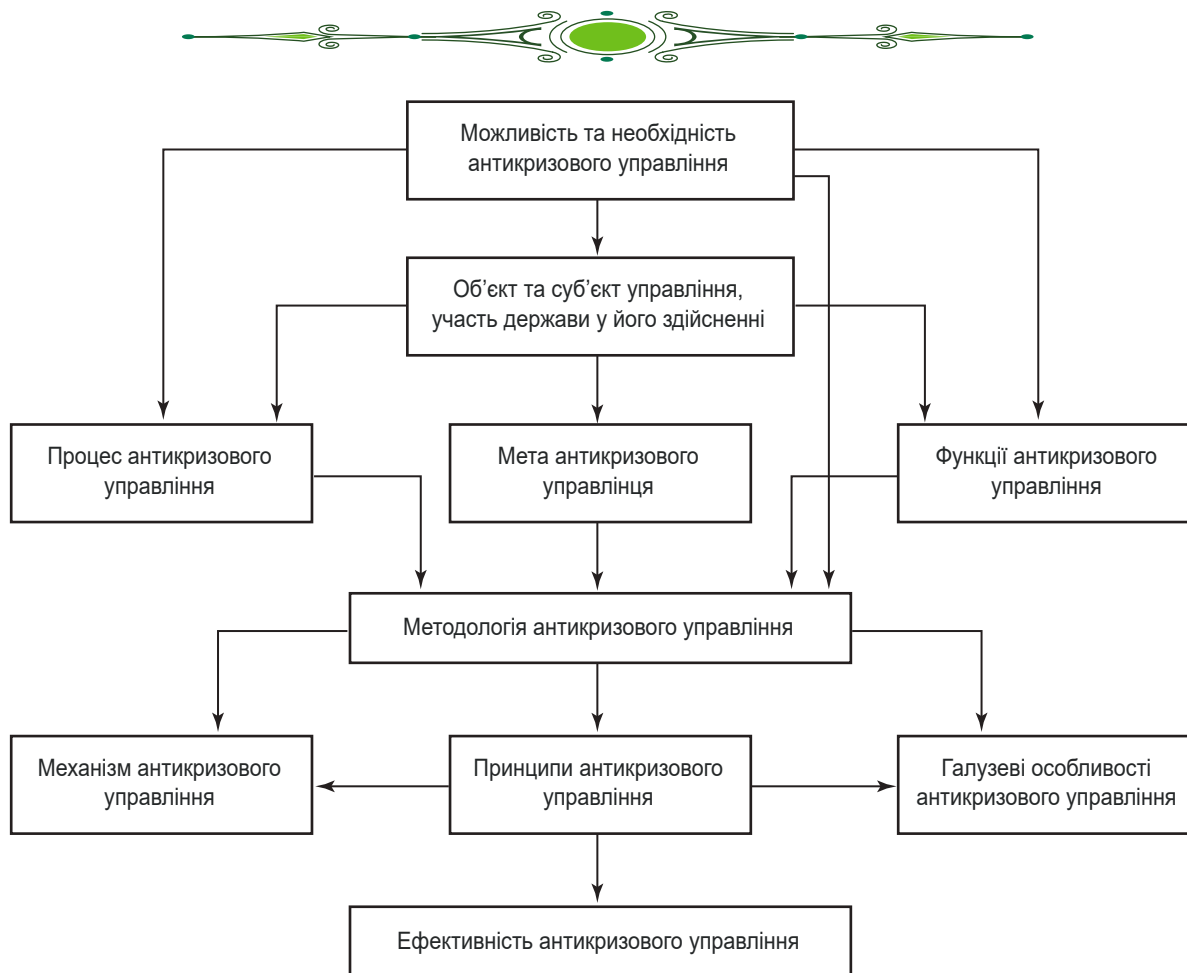 Можливість та необхідність
антикризового управління
Об’єкт та суб’єкт управління,
участь держави у його здійсненні
Процес антикризового
управління
Мета антикризового
управлінця
Функції антикризового
управління
Методологія антикризового управління
Механізм антикризового
управління
Принципи антикризового
управління
Галузеві особливості
антикризового управління
Ефективність антикризового управління